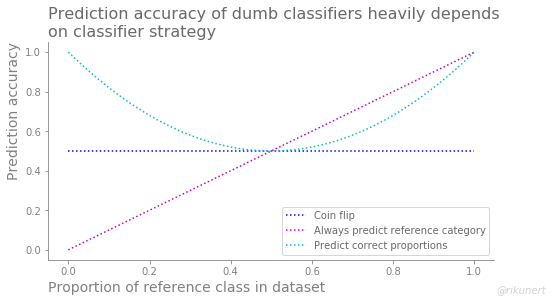 Prediction accuracy of dumb classifiers heavily depends
on classifier strategy
Prediction accuracy
1.0
0.8
0.6
0.4
0.2
0.0
Coin flip
Always predict reference category
Predict correct proportions
0.0 0.2 0.4 0.6 0.8 1.0
Proportion of reference class in dataset
@rikunert